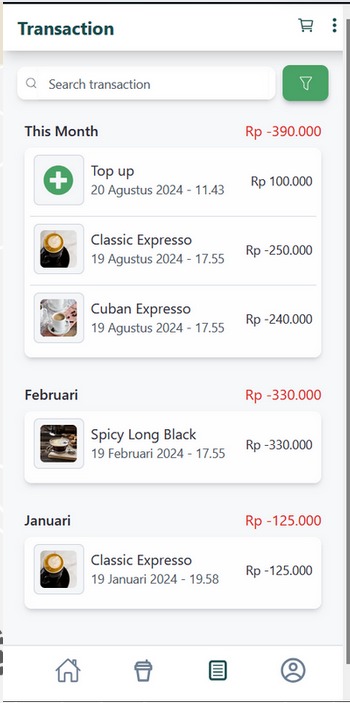 Transaction
Search transaction
This Month Rp -390.000
Top up
20 Agustus 2024 - 11.43 Rp 100.000
Classic Expresso
19 Agustus 2024 - 17.55 Rp -250.000
Cuban Expresso
19 Agustus 2024 - 17.55 Rp -240.000
Februari Rp -330.000
Spicy Long Black
19 Februari 2024 - 17.55 Rp -330.000
Januari Rp -125.000
Classic Expresso
19 Januari 2024 - 19.58 Rp -125.000